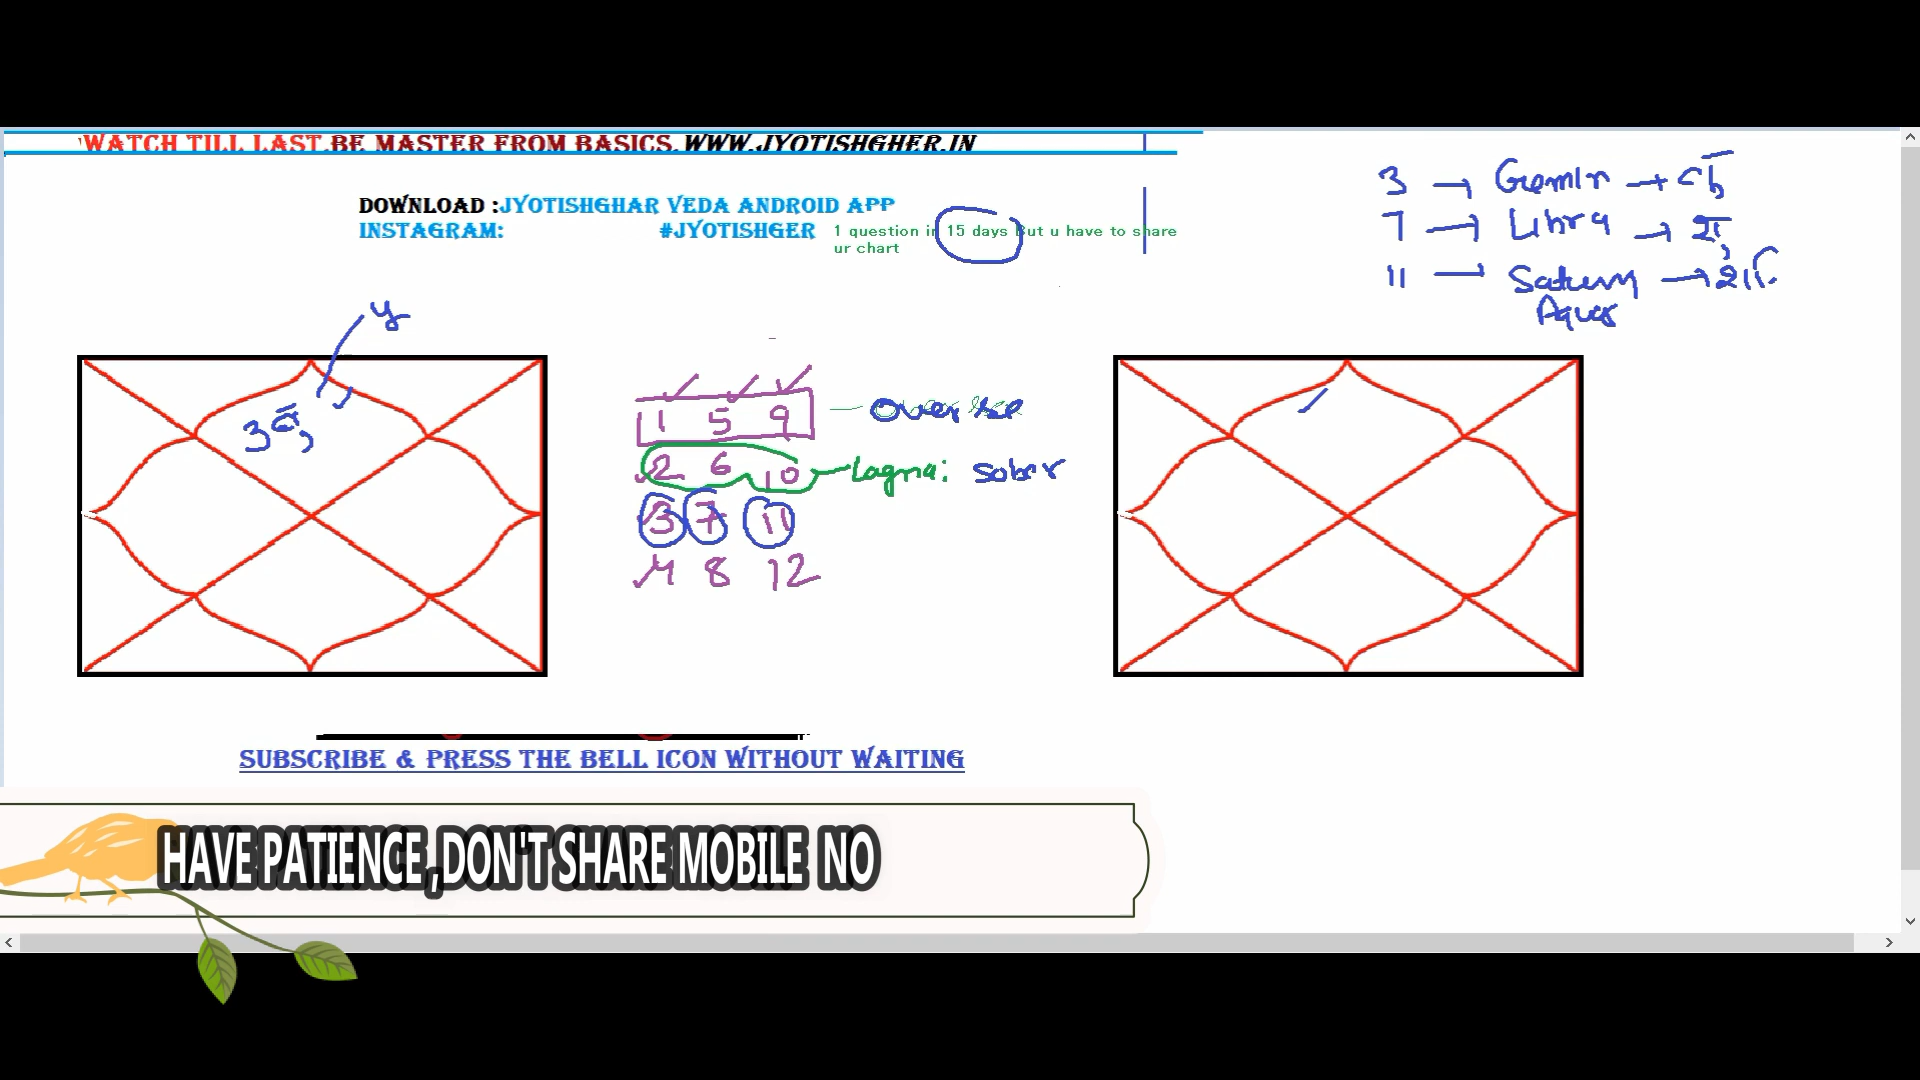 WATCH TILL LAST.BE MASTER FROM BASICS.WWW.JYOTISHGHER.IN
DOWNLOAD :JYOTISHGHAR VEDA ANDROID APP
INSTAGRAM: #JYOTISHGER
1 question in 15 days But u have to share
ur chart
3 → Gemin →
7 → Libra →
11 → Saturn →
Aqua
y
3
1 5 9
2 6 10 Lagna: sober
3 7 11
4 8 12
SUBSCRIBE & PRESS THE BELL ICON WITHOUT WAITING
HAVE PATIENCE ,DON'T SHARE MOBILE NO